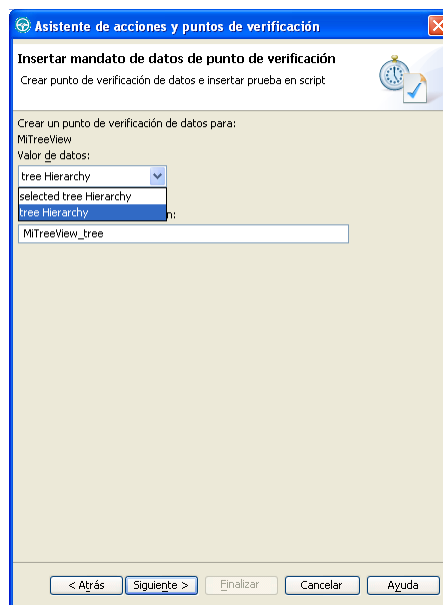 Asistente de acciones y puntos de verificación
Insertar mandato de datos de punto de verificación
Crear punto de verificación de datos e insertar prueba en script
Crear un punto de verificación de datos para:
MiTreeView
Valor de datos:
tree Hierarchy
selected tree Hierarchy
tree Hierarchy
n:
MiTreeView_tree
< Atrás Siguiente > Finalizar Cancelar Ayuda